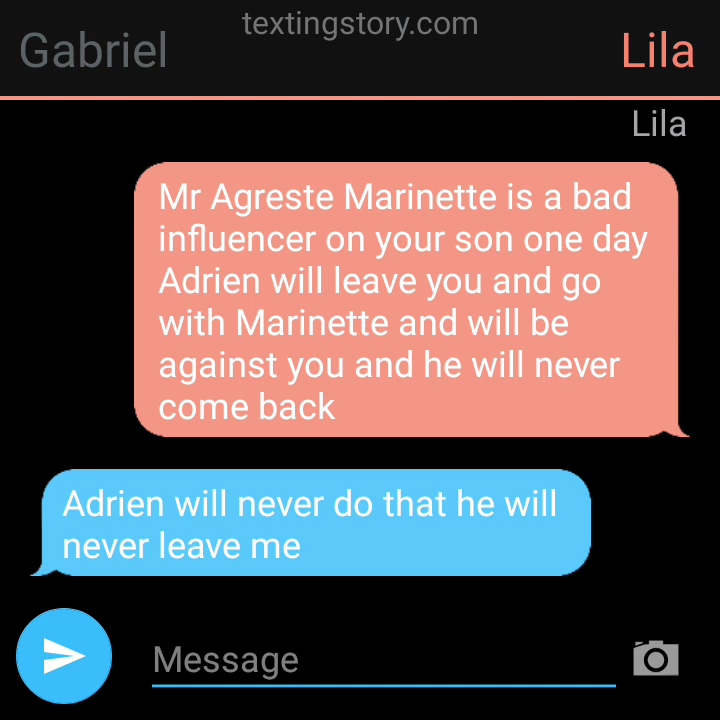 textingstory.com
Gabriel
Lila
Lila
Mr Agreste Marinette is a bad
influencer on your son one day
Adrien will leave you and go
with Marinette and will be
against you and he will never
come back
Adrien will never do that he will
never leave me
Message